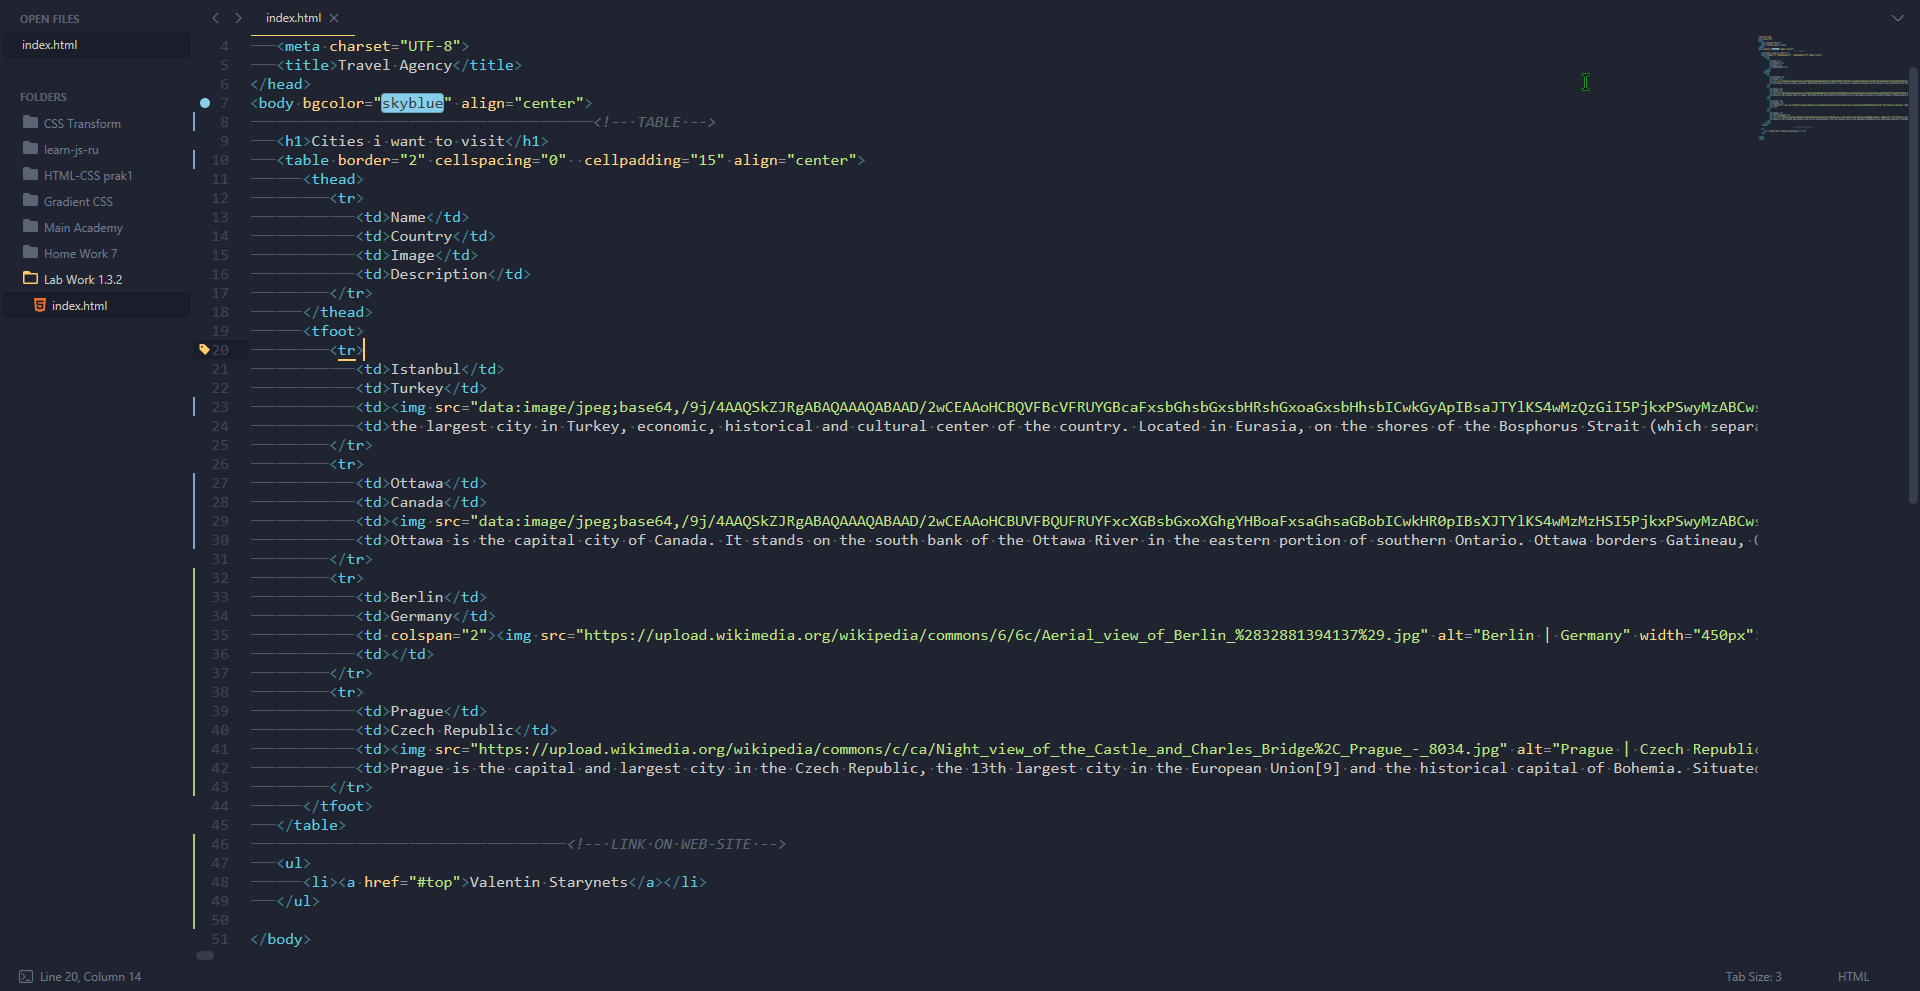 OPEN FILES
index.html
FOLDERS
CSS Transform
learn-js-ru
HTML-CSS prak1
Gradient CSS
Main Academy
Home Work 7
Lab Work 1.3.2
index.html
index.html
4 <meta charset="UTF-8">
5 <title>Travel Agency</title>
6 </head>
7 <body bgcolor="skyblue" align="center">
8 <!-- TABLE -->
9 <h1>Cities i want to visit</h1>
10 <table border="2" cellspacing="0"  cellpadding="15" align="center">
11 <thead>
12 <tr>
13 <td>Name</td>
14 <td>Country</td>
15 <td>Image</td>
16 <td>Description</td>
17 </tr>
18 </thead>
19 <tfoot>
20 <tr>
21 <td>Istanbul</td>
22 <td>Turkey</td>
23 <td><img src="data:image/jpeg;base64,/9j/4AAQSkZJRgABAQAAAQABAAD/2wCEAAoHCBQVFBcVFRUYGBcaFxsbGhsbGxsbHRshGxoaGxsbHhsbICwkGyApIBsaJTYlKS4wMzQzGiI5PjkxPSwyMzABCws
24 <td>the largest city in Turkey, economic, historical and cultural center of the country. Located in Eurasia, on the shores of the Bosphorus Strait (which separa
25 </tr>
26 <tr>
27 <td>Ottawa</td>
28 <td>Canada</td>
29 <td><img src="data:image/jpeg;base64,/9j/4AAQSkZJRgABAQAAAQABAAD/2wCEAAoHCBUVFBQUFRUYFxcXGBsbGxoXGhgYHBoaFxsaGhsaGBobICwkHR0pIBsXJTYlKS4wMzMzHSI5PjkxPSwyMzABCws
30 <td>Ottawa is the capital city of Canada. It stands on the south bank of the Ottawa River in the eastern portion of southern Ontario. Ottawa borders Gatineau,
31 </tr>
32 <tr>
33 <td>Berlin</td>
34 <td>Germany</td>
35 <td colspan="2"><img src="https://upload.wikimedia.org/wikipedia/commons/6/6c/Aerial_view_of_Berlin_%2832881394137%29.jpg" alt="Berlin | Germany" width="450px"
36 <td></td>
37 </tr>
38 <tr>
39 <td>Prague</td>
40 <td>Czech Republic</td>
41 <td><img src="https://upload.wikimedia.org/wikipedia/commons/c/ca/Night_view_of_the_Castle_and_Charles_Bridge%2C_Prague_-_8034.jpg" alt="Prague | Czech Republic
42 <td>Prague is the capital and largest city in the Czech Republic, the 13th largest city in the European Union[9] and the historical capital of Bohemia. Situated
43 </tr>
44 </tfoot>
45 </table>
46 <!-- LINK ON WEB-SITE -->
47 <ul>
48 <li><a href="#top">Valentin Starynets</a></li>
49 </ul>
50
51 </body>
Line 20, Column 14
Tab Size: 3
HTML